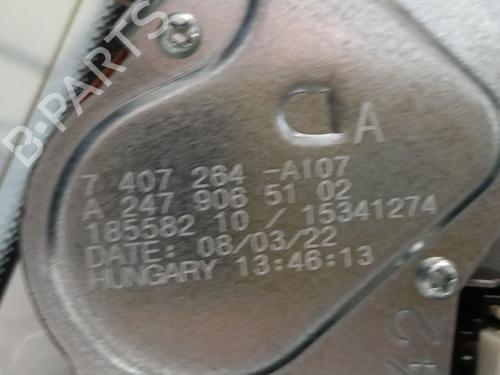 B-PARTS
A
7 407 264 -A107
A 247 906 51 02
185582 10 / 15341274
DATE: 08/03/22
HUNGARY 13:46:13
42